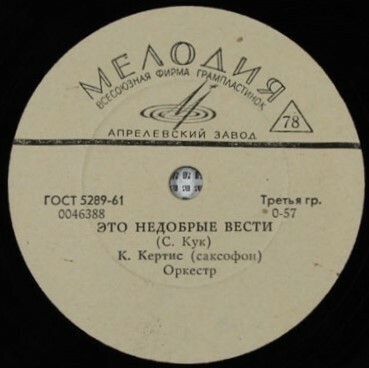 МЕЛОДИЯ
ВСЕСОЮЗНАЯ ФИРМА ГРАМПЛАСТИНОК
АПРЕЛЕВСКИЙ ЗАВОД
78
ГОСТ 5289-61
Третья гр.
0046388
0-57
ЭТО НЕДОБРЫЕ ВЕСТИ
(С. Кук)
К. Кертис (саксофон)
Оркестр